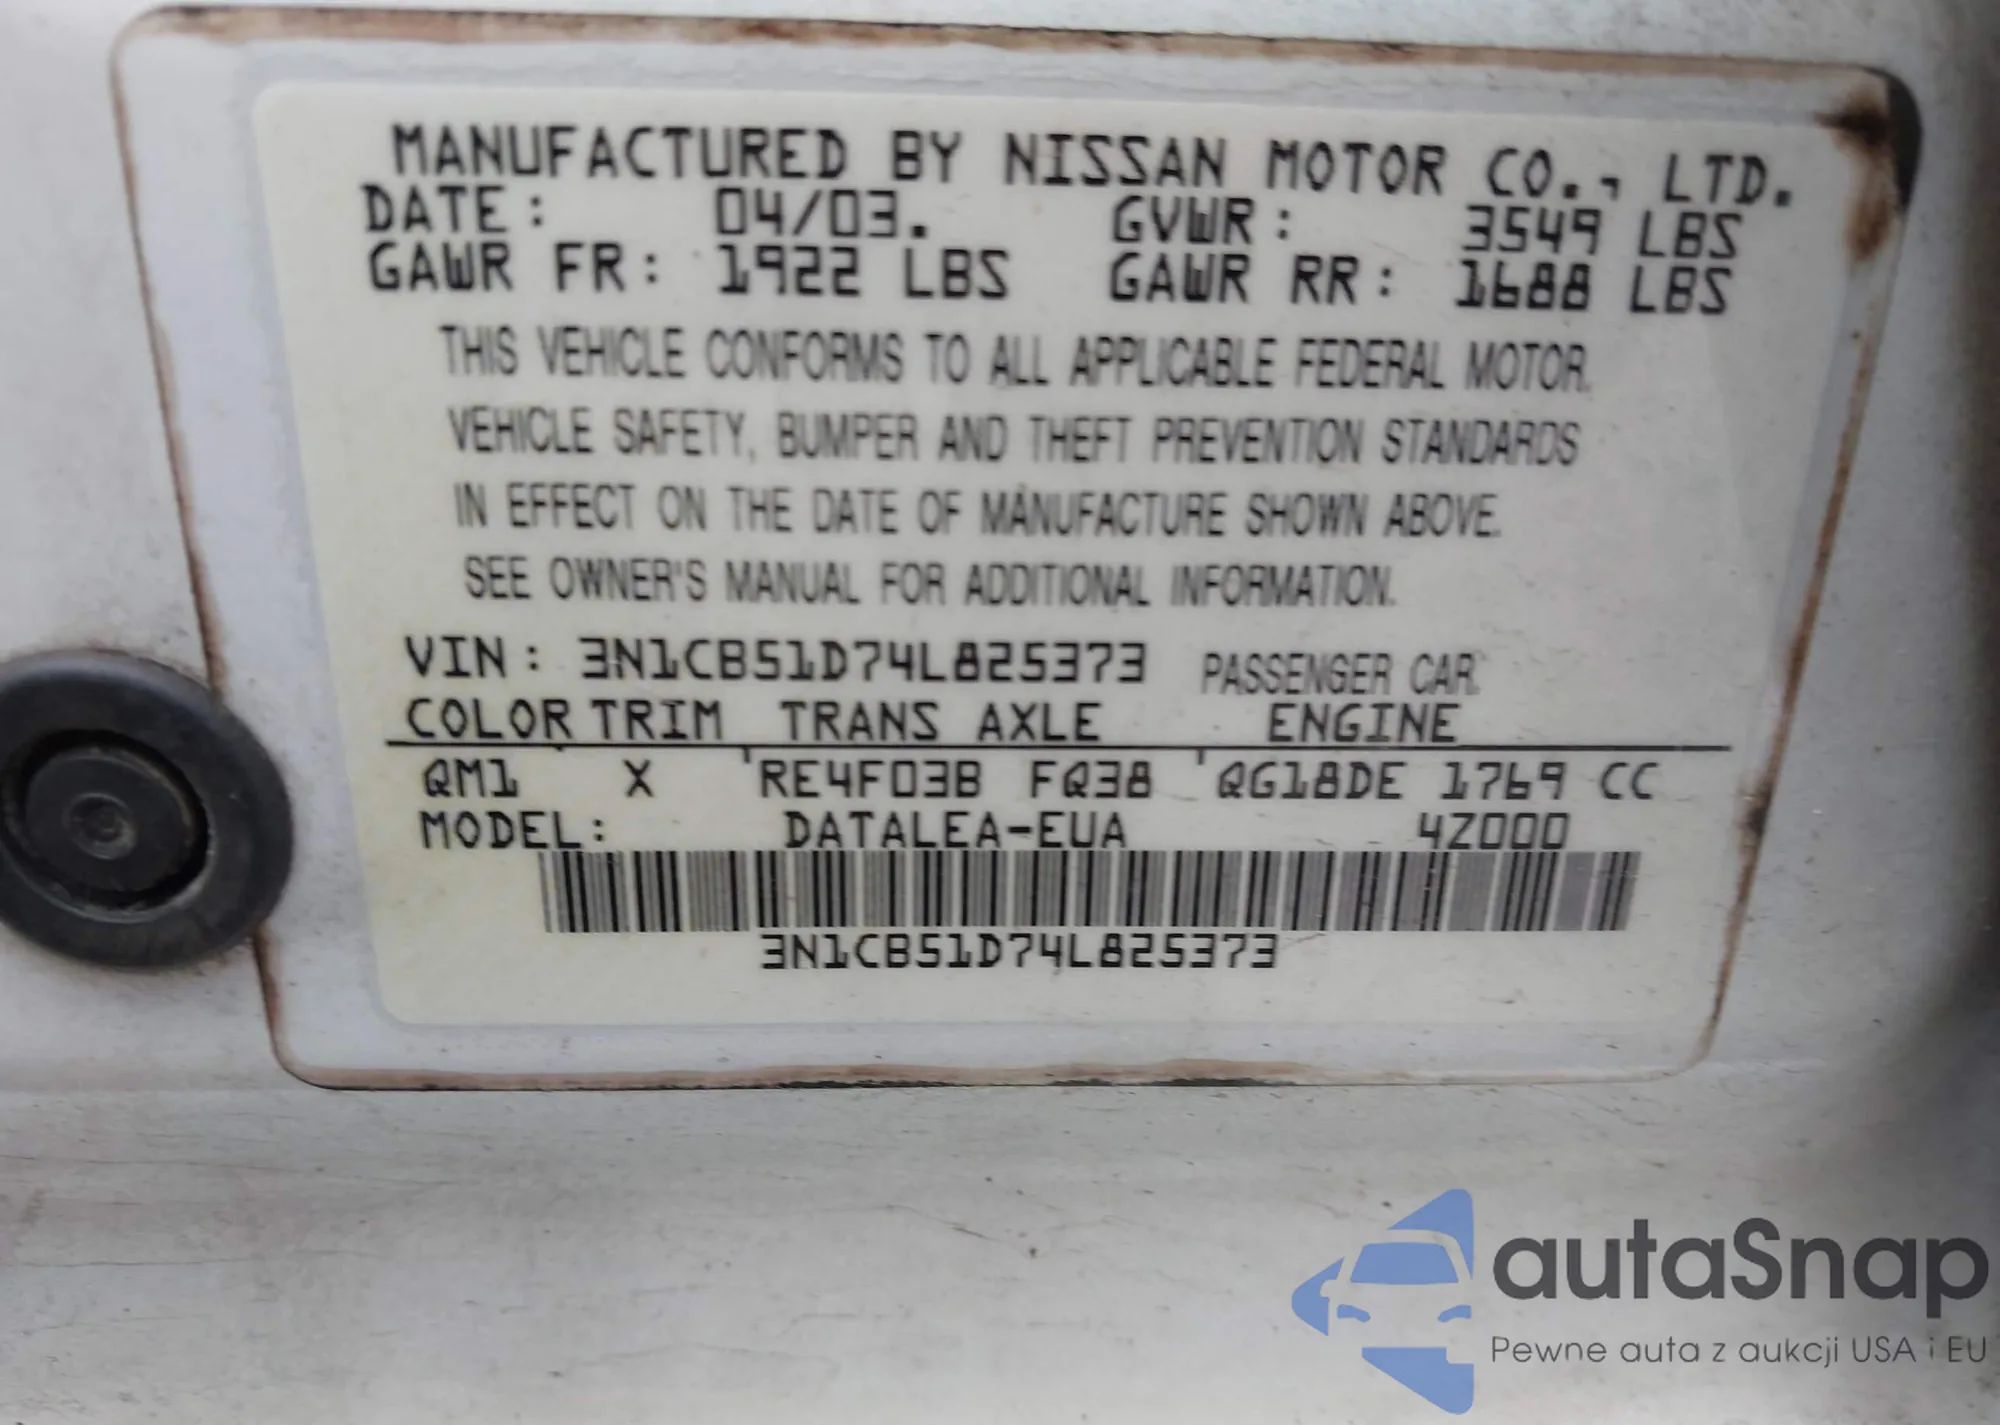 MANUFACTURED BY NISSAN MOTOR CO., LTD.
DATE: 04/03. GVWR: 3549 LBS
GAWR FR: 1922 LBS GAWR RR: 1688 LBS
THIS VEHICLE CONFORMS TO ALL APPLICABLE FEDERAL MOTOR
VEHICLE SAFETY, BUMPER AND THEFT PREVENTION STANDARDS
IN EFFECT ON THE DATE OF MANUFACTURE SHOWN ABOVE.
SEE OWNER'S MANUAL FOR ADDITIONAL INFORMATION.
VIN: 3N1CB51D74L825373 PASSENGER CAR
COLOR TRIM TRANS AXLE ENGINE
QM1 X RE4F03B FQ38 QG18DE 1769 CC
MODEL: DATALEA-EUA 4Z000
3N1CB51D74L825373
autaSnap
Pewne auta z aukcji USA i EU